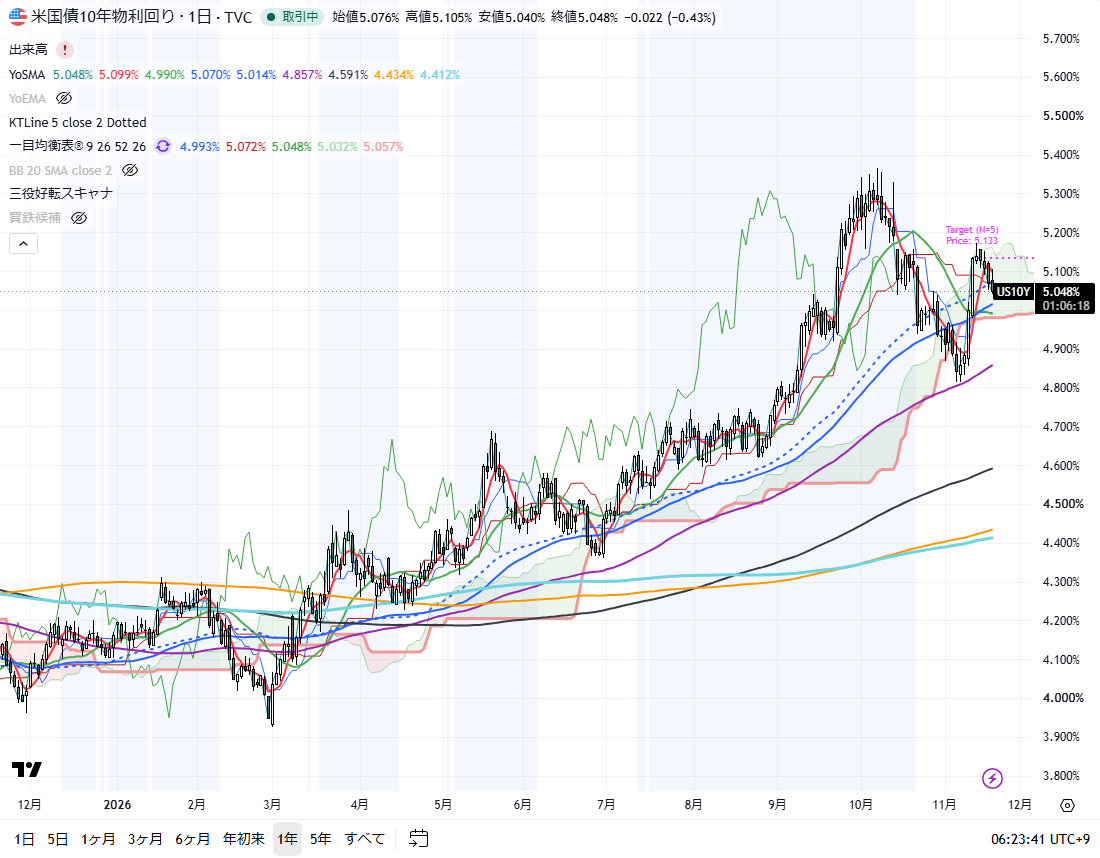 米国債10年物利回り · 1日 · TVC 取引中 始値5.076% 高値5.105% 安値5.040% 終値5.048% −0.022 (−0.43%)
出来高 !
YoSMA 5.048% 5.099% 4.990% 5.070% 5.014% 4.857% 4.591% 4.434% 4.412%
YoEMA
KTLine 5 close 2 Dotted
一目均衡表® 9 26 52 26 4.993% 5.072% 5.048% 5.032% 5.057%
BB 20 SMA close 2
三役好転スキャナ
買鉄候補
5.700%
5.600%
5.500%
5.400%
5.300%
5.200%
Target (N=5)
Price: 5.133
5.100%
US10Y 5.048%
01:06:18
4.900%
4.800%
4.700%
4.600%
4.500%
4.400%
4.300%
4.200%
4.100%
4.000%
3.900%
3.800%
12月 2026 2月 3月 4月 5月 6月 7月 8月 9月 10月 11月 12月
1日 5日 1ヶ月 3ヶ月 6ヶ月 年初来 1年 5年 すべて 06:23:41 UTC+9